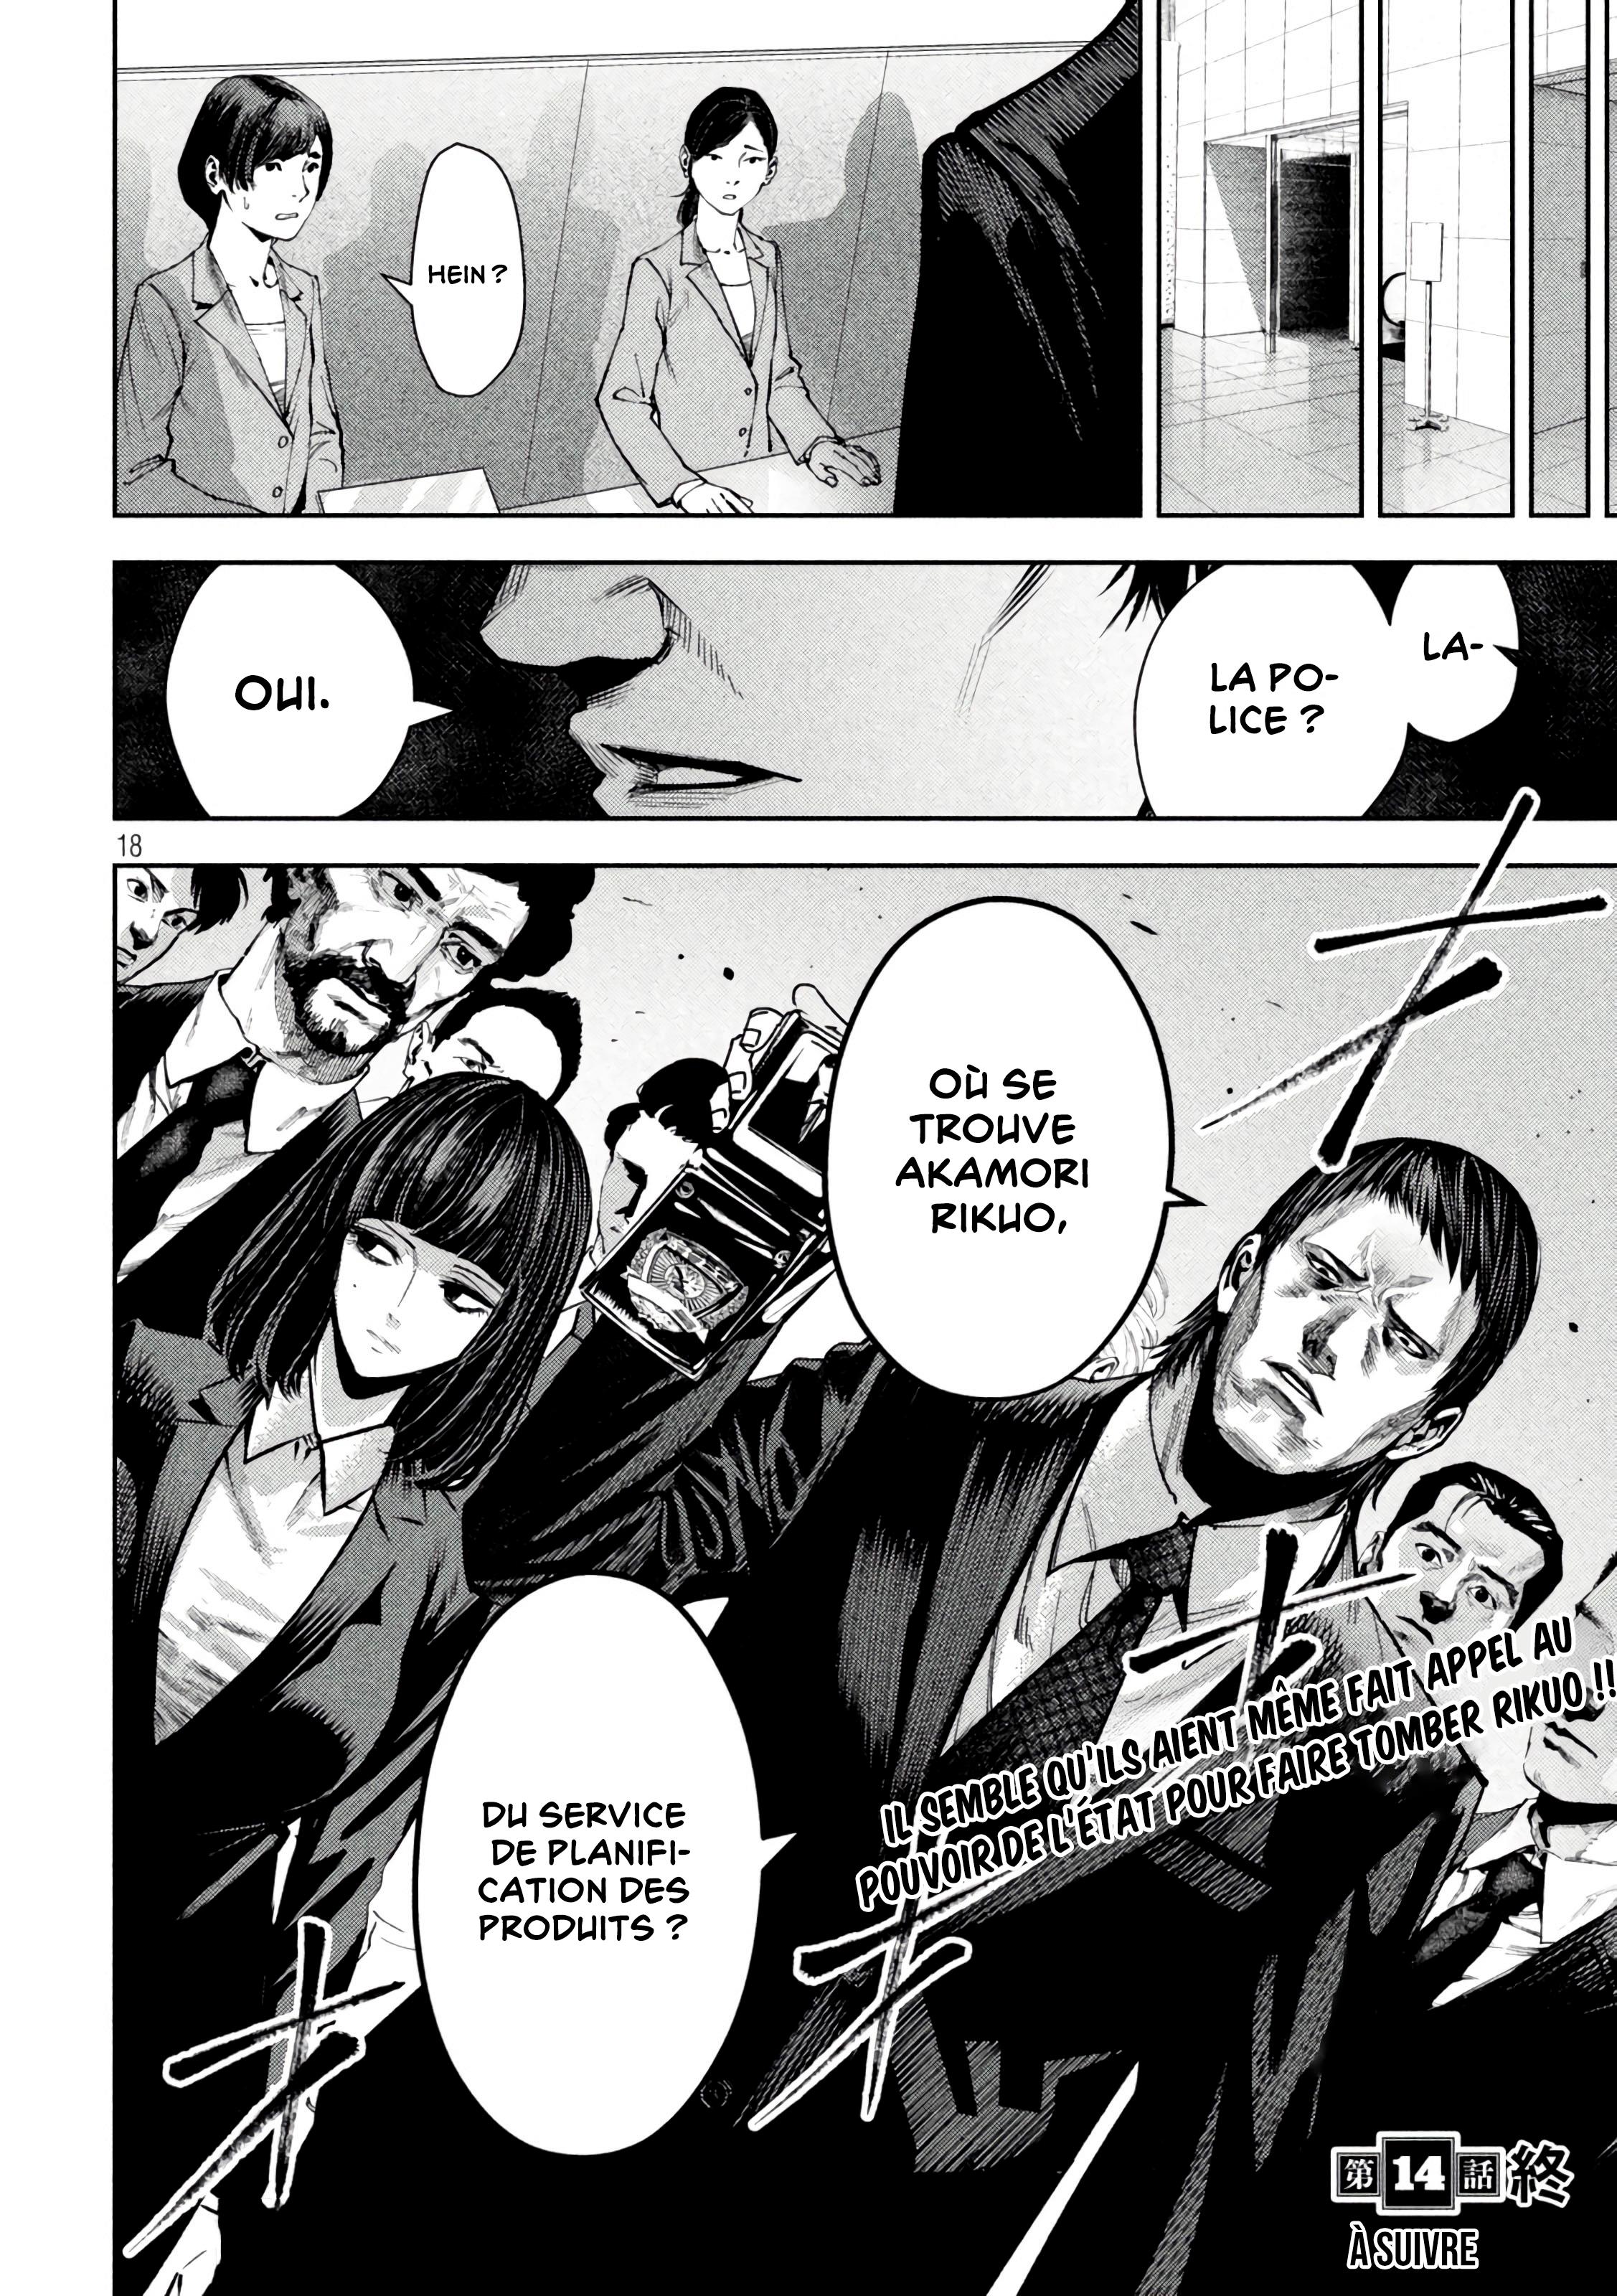 HEIN ?
LA-
LA PO-
LICE ?
OUI.
18
OÙ SE
TROUVE
AKAMORI
RIKUO,
DU SERVICE
DE PLANIFI-
CATION DES
PRODUITS ?
IL SEMBLE QU'ILS AIENT MÊME FAIT APPEL AU
POUVOIR DE L'ÉTAT POUR FAIRE TOMBER RIKUO !!
第14話 終
À SUIVRE